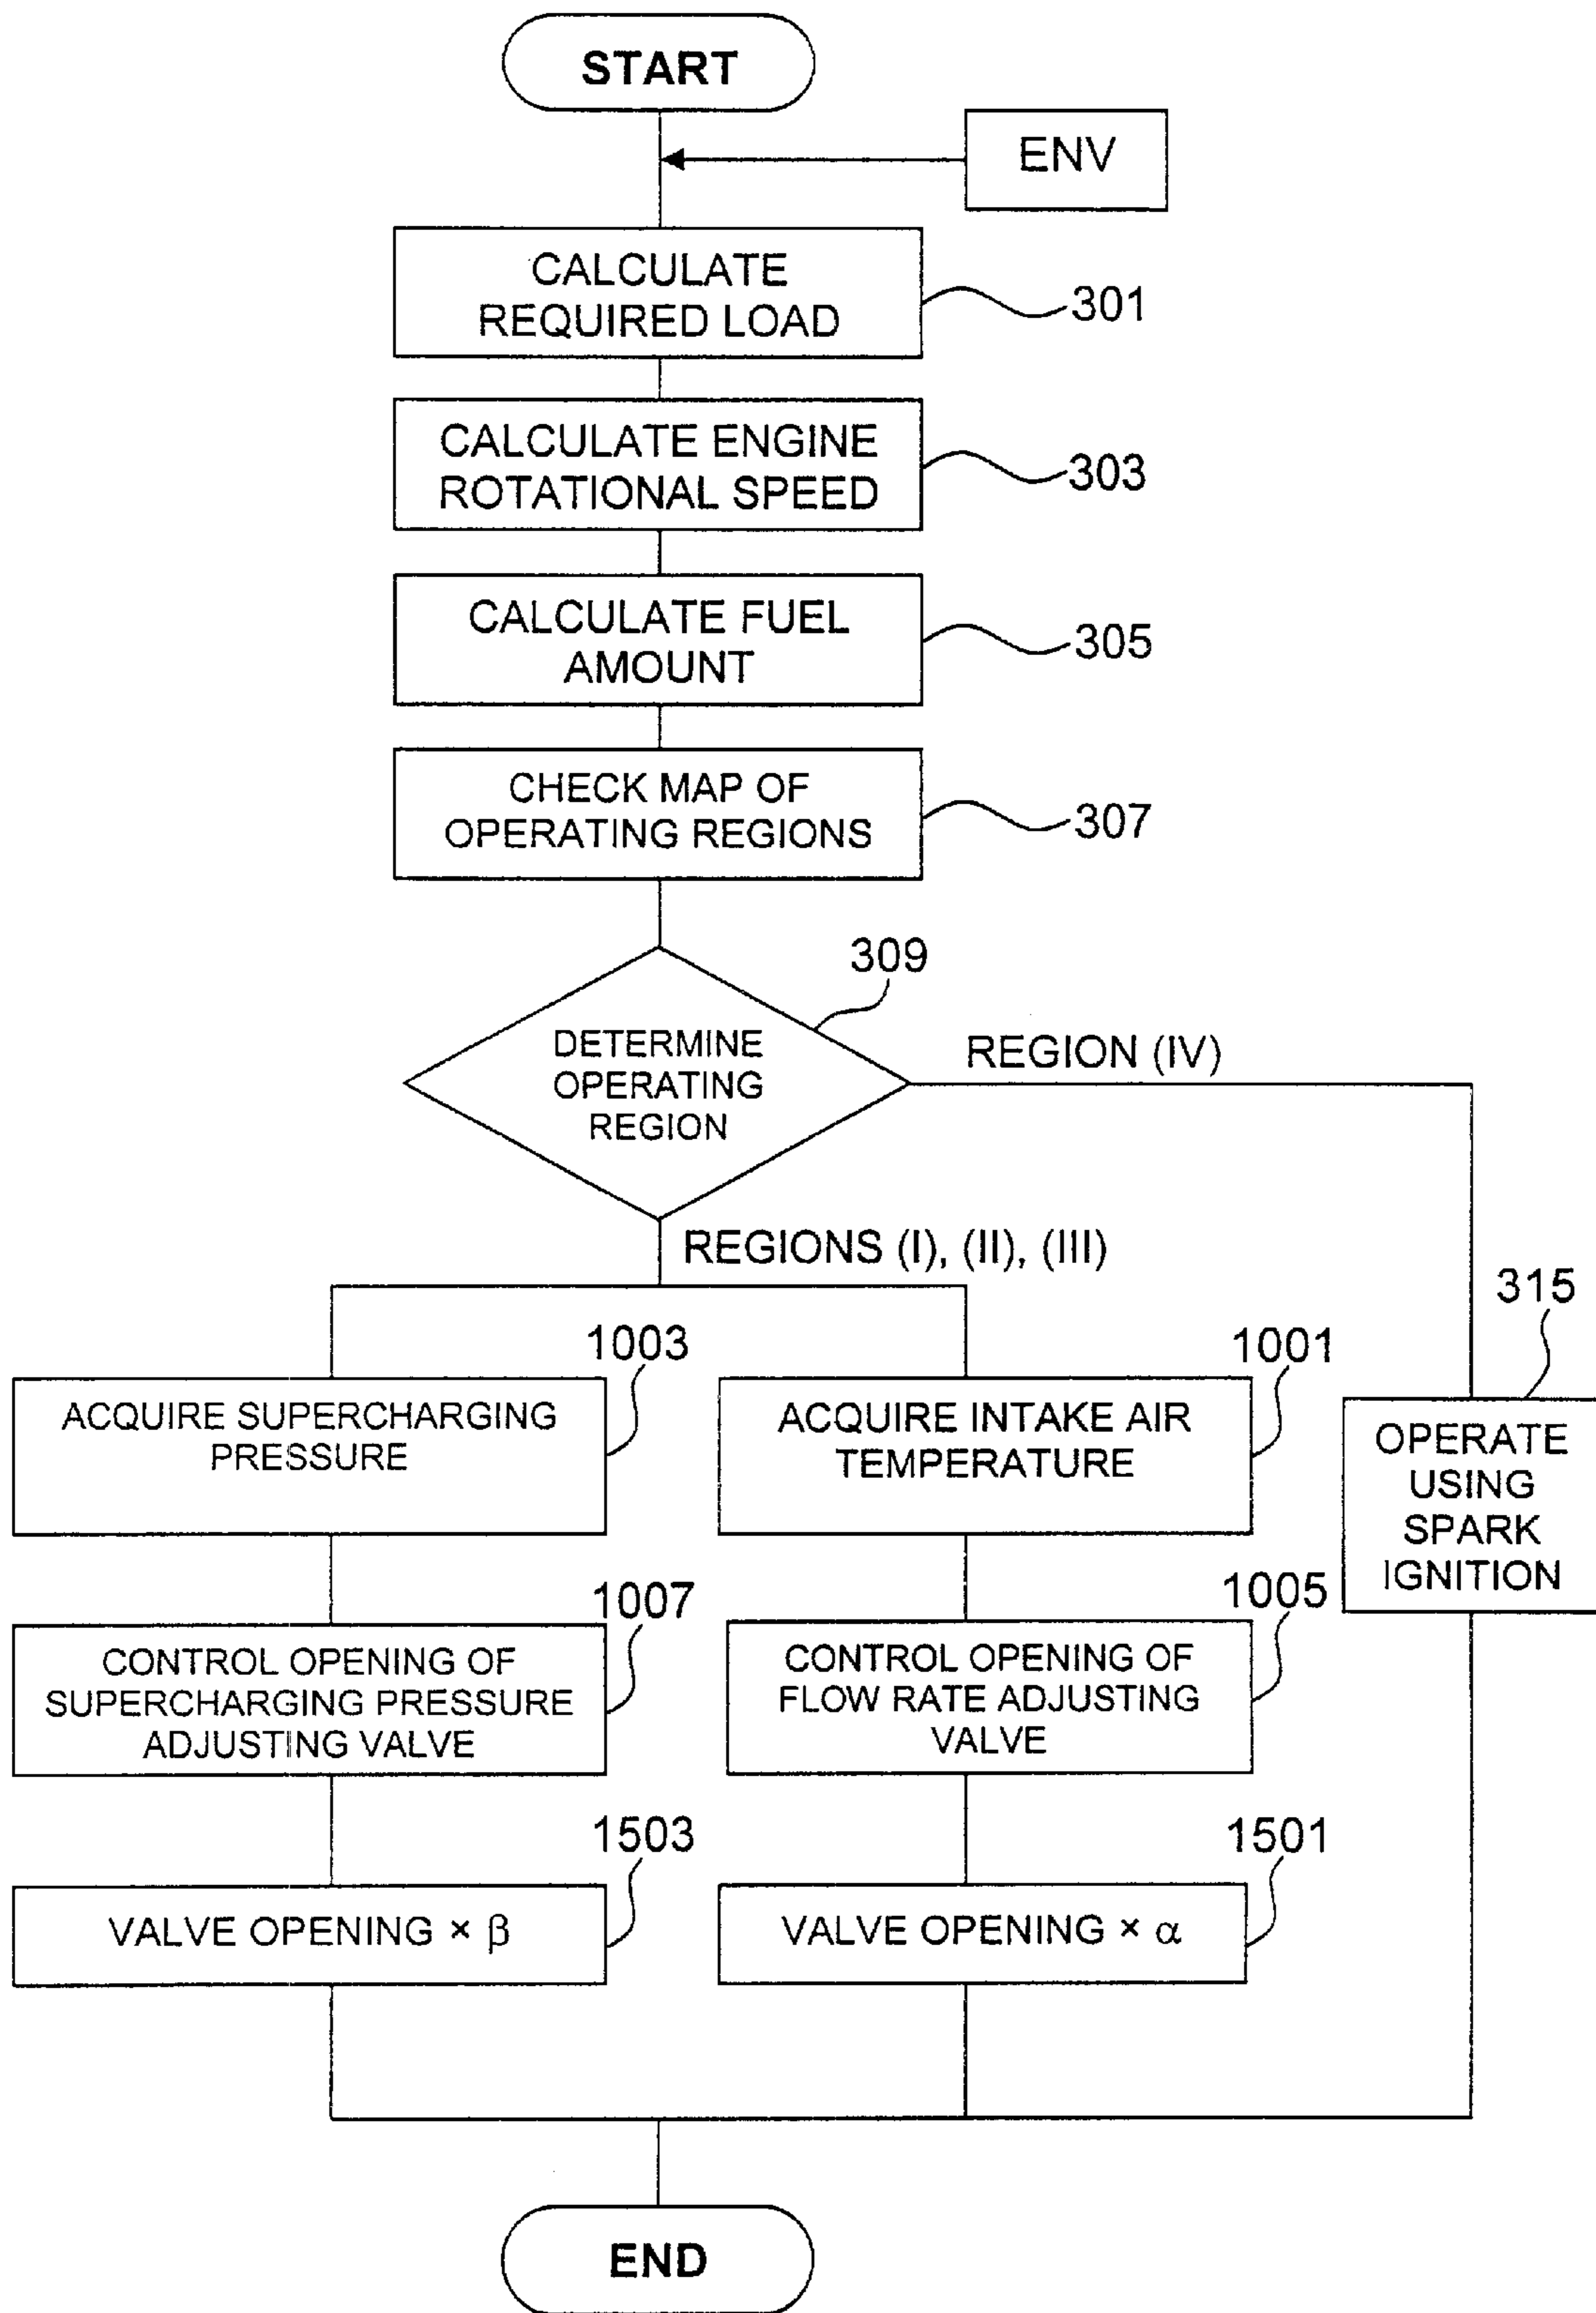 START
ENV
CALCULATE
REQUIRED LOAD
301
CALCULATE ENGINE
ROTATIONAL SPEED
303
CALCULATE FUEL
AMOUNT
305
CHECK MAP OF
OPERATING REGIONS
307
309
DETERMINE
OPERATING
REGION
REGION (IV)
REGIONS (I), (II), (III)
315
1003
1001
ACQUIRE SUPERCHARGING
PRESSURE
ACQUIRE INTAKE AIR
TEMPERATURE
OPERATE
USING
SPARK
IGNITION
1007
1005
CONTROL OPENING OF
SUPERCHARGING PRESSURE
ADJUSTING VALVE
CONTROL OPENING OF
FLOW RATE ADJUSTING
VALVE
1503
1501
VALVE OPENING × β
VALVE OPENING × α
END